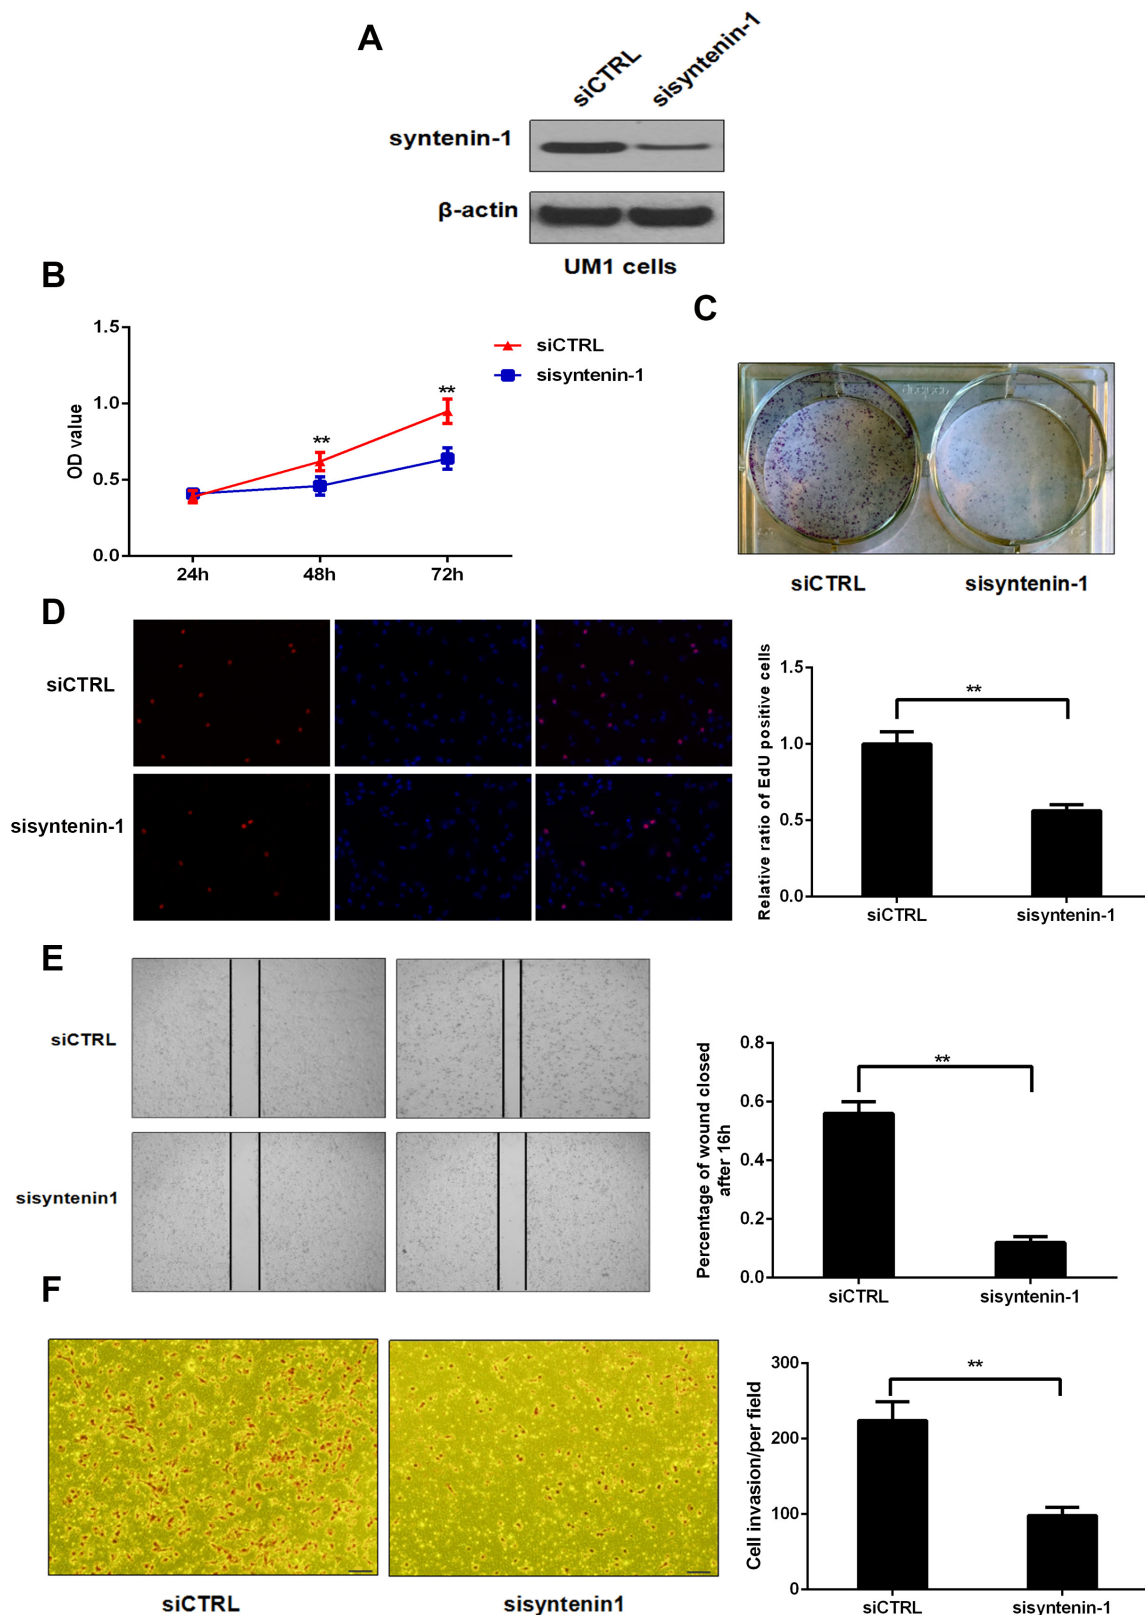 A
siCTRL
sisyntenin-1
syntenin-1
β-actin
UM1 cells
B
1.5
1.0
0.5
0.0
OD value
**
**
24h
48h
72h
siCTRL
sisyntenin-1
C
siCTRL
sisyntenin-1
D
siCTRL
sisyntenin-1
Relative ratio of EdU positive cells
1.5
1.0
0.5
0.0
**
siCTRL
sisyntenin-1
E
siCTRL
sisyntenin1
Percentage of wound closed
after 16h
0.8
0.6
0.4
0.2
0.0
**
siCTRL
sisyntenin-1
F
siCTRL
sisyntenin1
Cell invasion/per field
300
200
100
0
**
siCTRL
sisyntenin-1